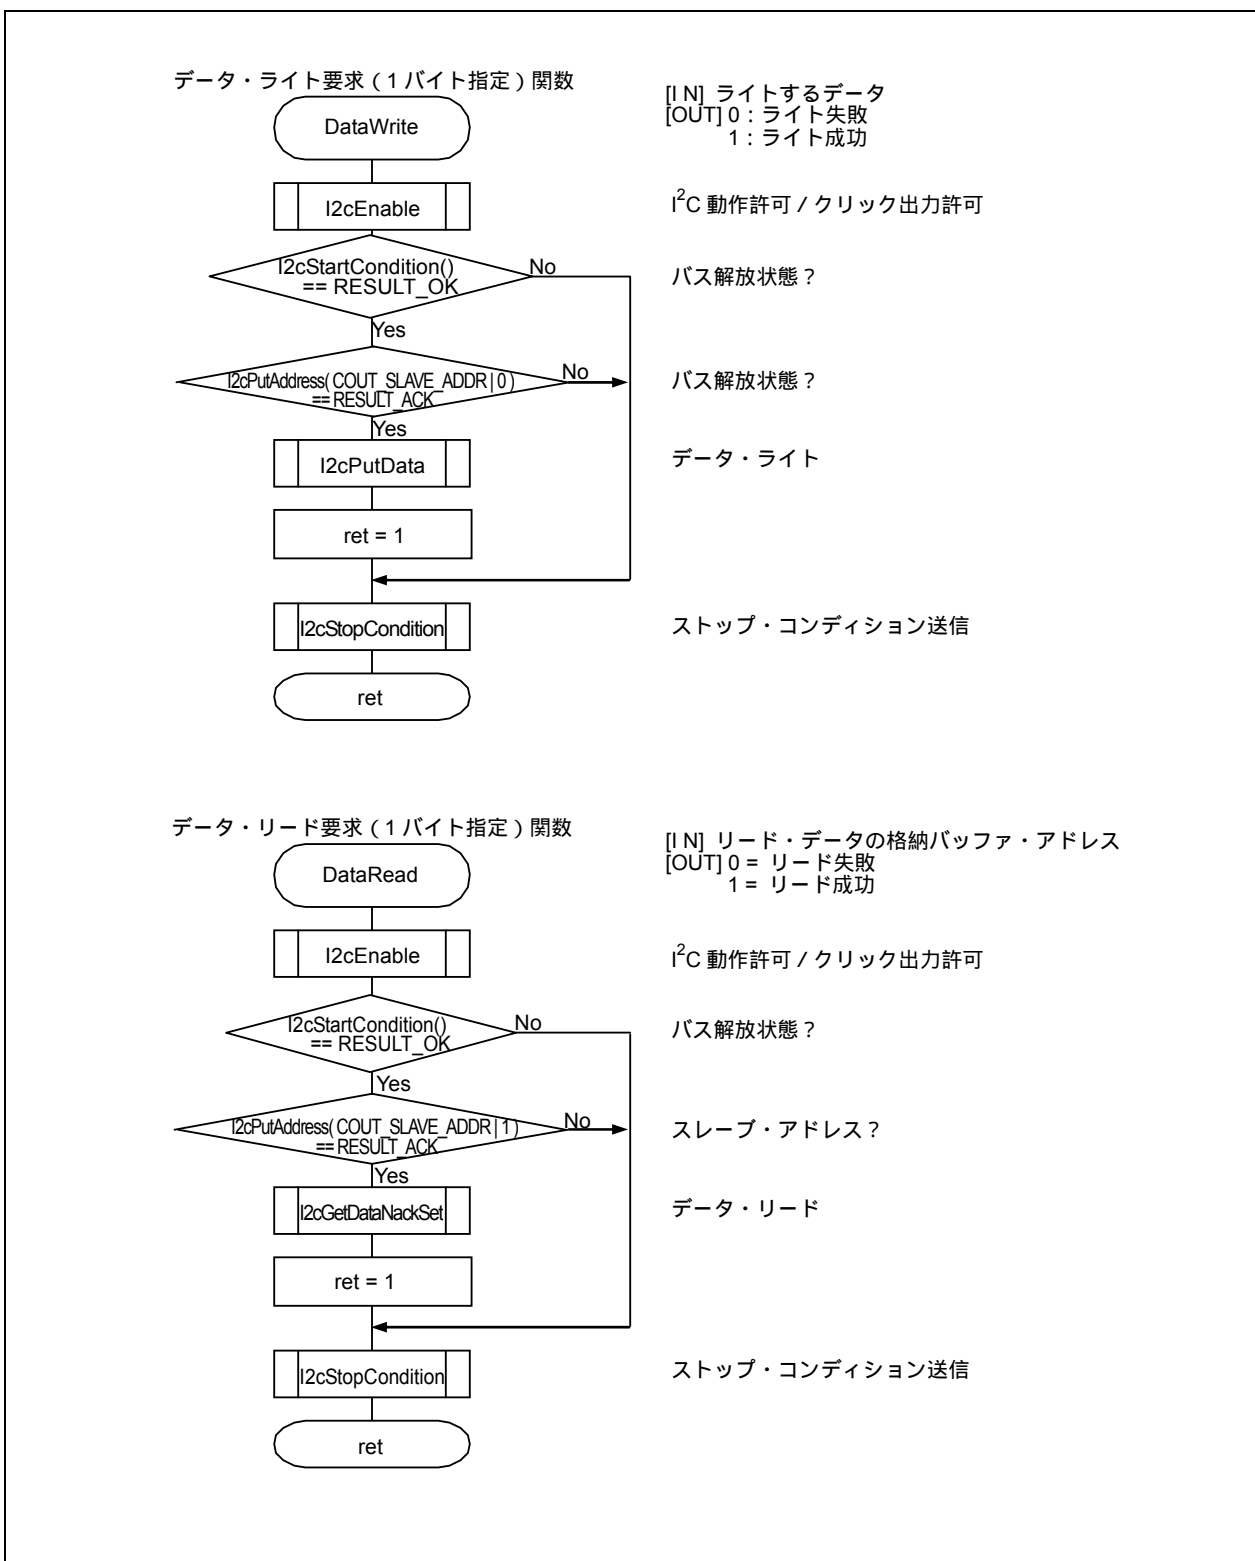 データ・ライト要求(1バイト指定)関数
[IN] ライトするデータ
[OUT] 0:ライト失敗
1:ライト成功
DataWrite
I2cEnable
I²C 動作許可/クリック出力許可
I2cStartCondition()
== RESULT_OK
No
バス解放状態?
Yes
I2cPutAddress( COUT_SLAVE_ADDR | 0 )
== RESULT_ACK
No
バス解放状態?
Yes
I2cPutData
データ・ライト
ret = 1
I2cStopCondition
ストップ・コンディション送信
ret
データ・リード要求(1バイト指定)関数
[IN] リード・データの格納バッファ・アドレス
[OUT] 0 = リード失敗
1 = リード成功
DataRead
I2cEnable
I²C 動作許可/クリック出力許可
I2cStartCondition()
== RESULT_OK
No
バス解放状態?
Yes
I2cPutAddress( COUT_SLAVE_ADDR | 1 )
== RESULT_ACK
No
スレーブ・アドレス?
Yes
I2cGetDataNackSet
データ・リード
ret = 1
I2cStopCondition
ストップ・コンディション送信
ret